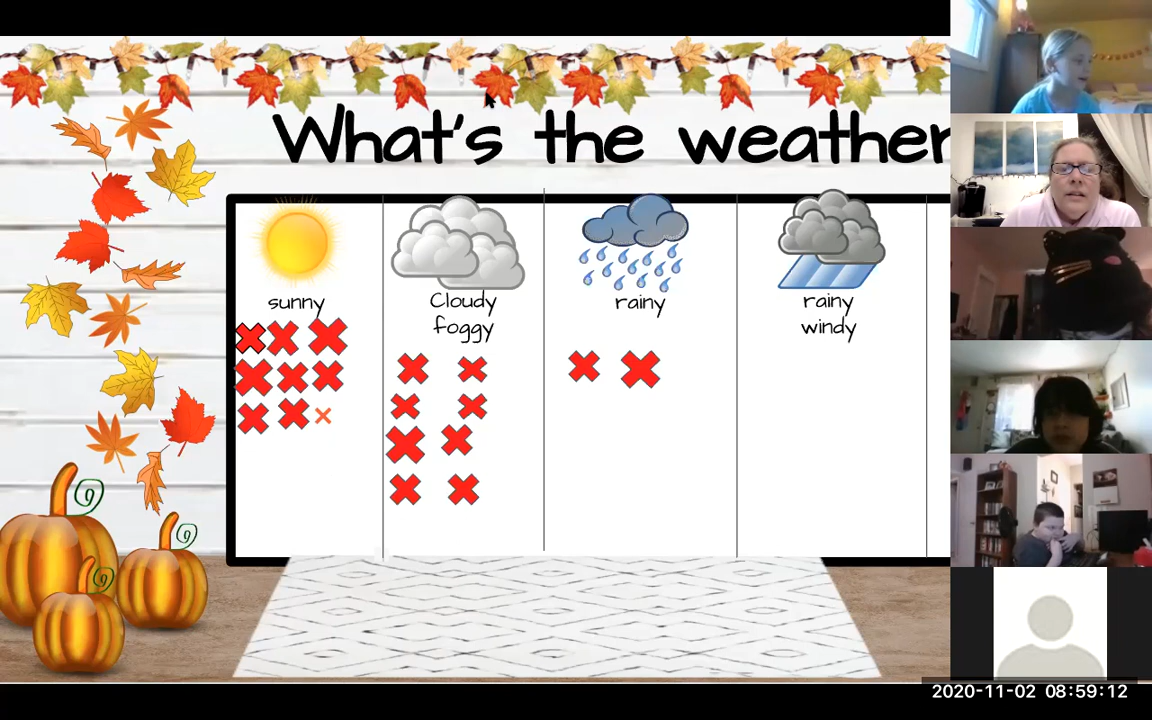 What's the weather
sunny
Cloudy
foggy
rainy
rainy
windy
2020-11-02 08:59:12